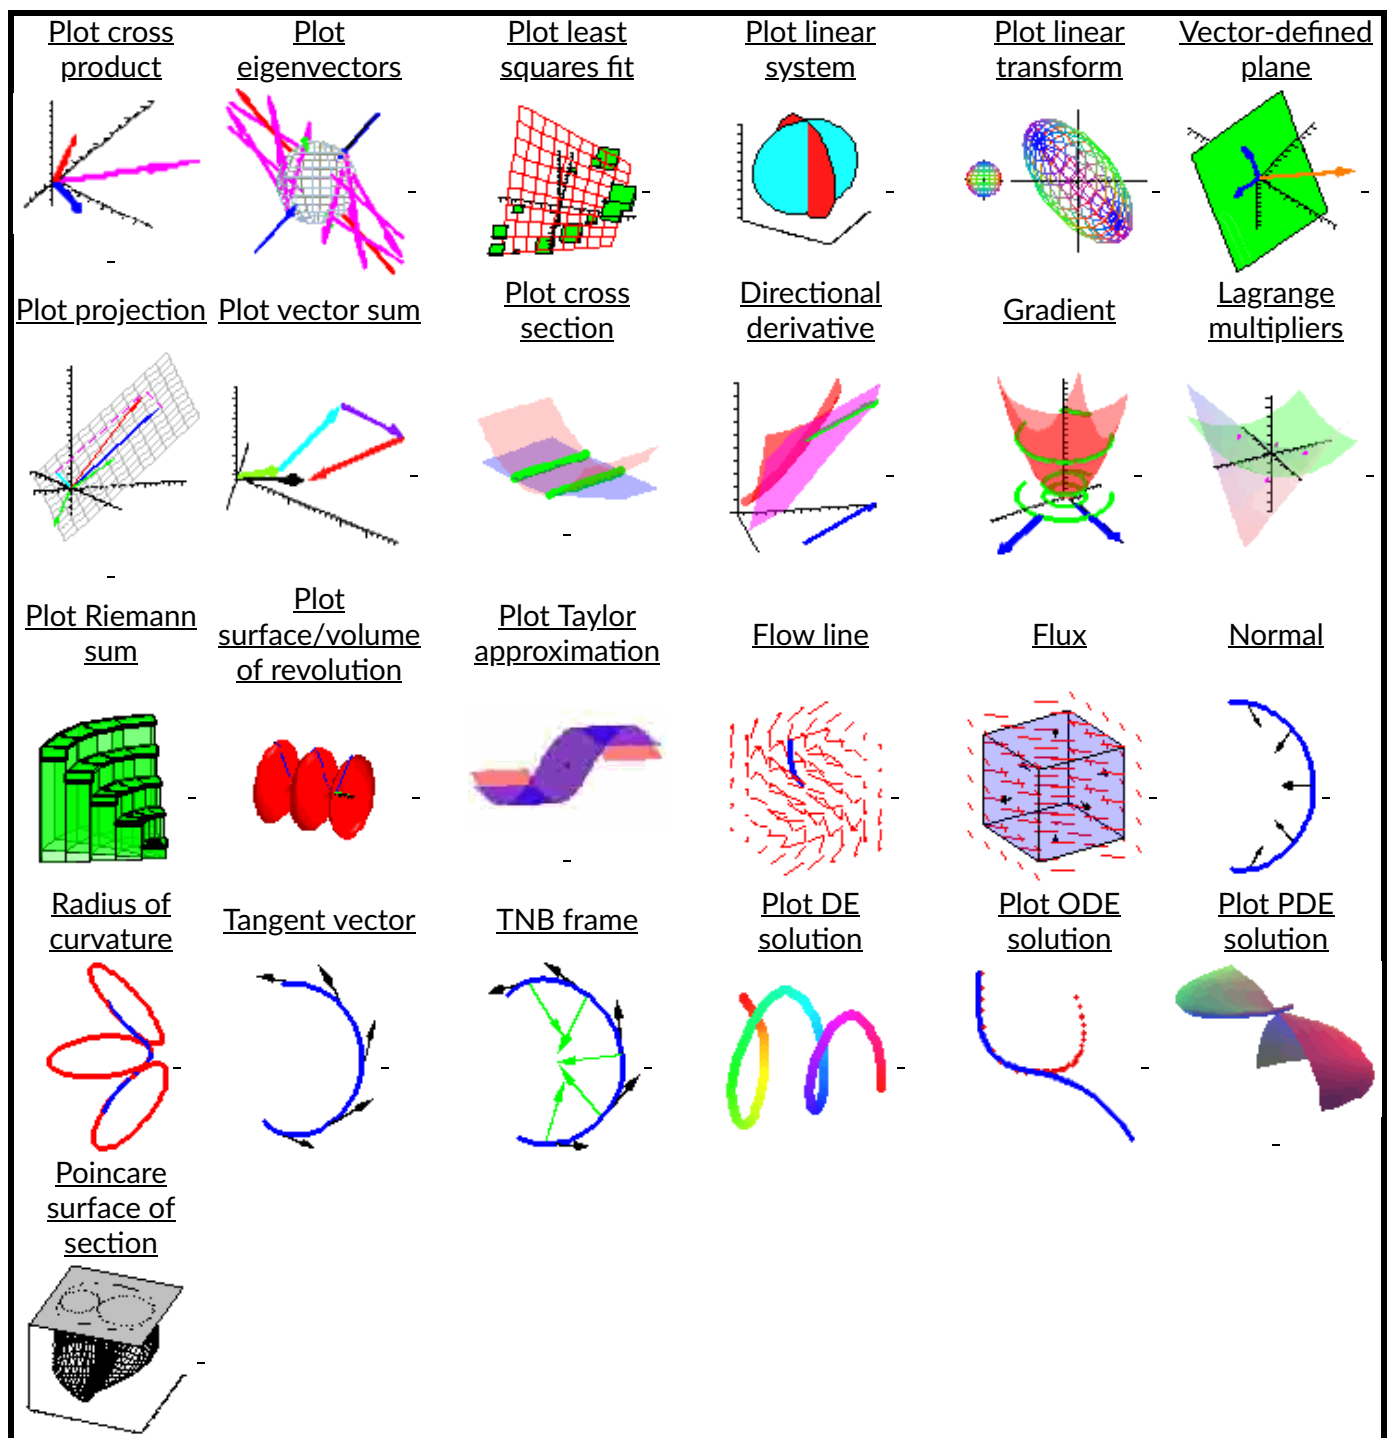 Plot cross
product
Plot
eigenvectors
Plot least
squares fit
Plot linear
system
Plot linear
transform
Vector-defined
plane
Plot projection
Plot vector sum
Plot cross
section
Directional
derivative
Gradient
Lagrange
multipliers
Plot Riemann
sum
Plot
surface/volume
of revolution
Plot Taylor
approximation
Flow line
Flux
Normal
Radius of
curvature
Tangent vector
TNB frame
Plot DE
solution
Plot ODE
solution
Plot PDE
solution
Poincare
surface of
section